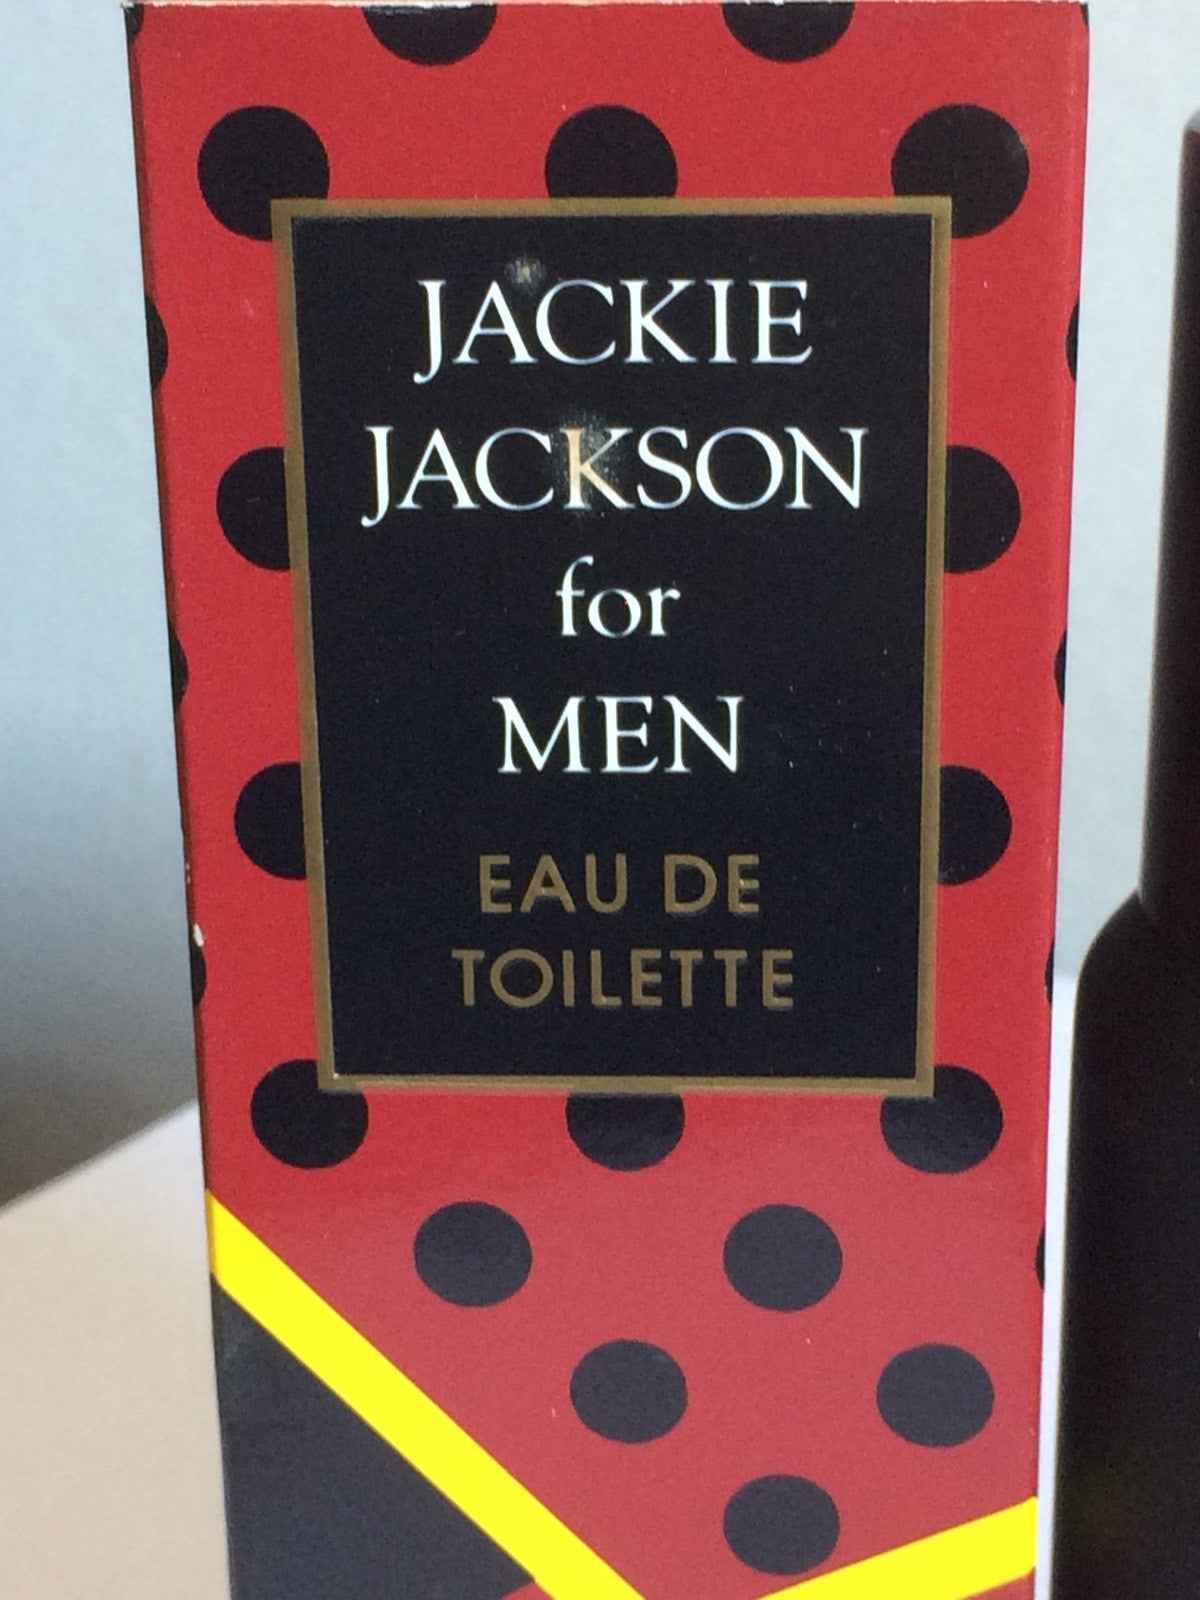 JACKIE
JACKSON
for
MEN
EAU DE
TOILETTE